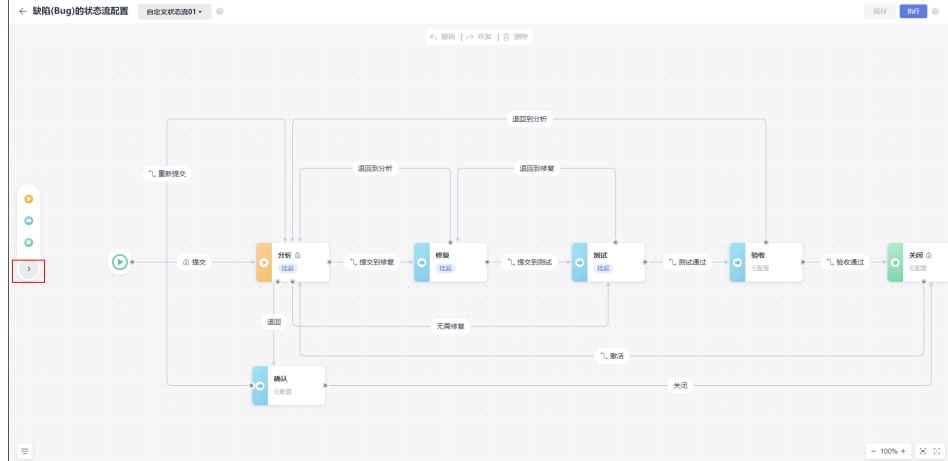 缺陷(Bug)的状态流配置 自定义状态流01 保存 执行
撤销 恢复 删除
退回到分析
重新提交 退回到分析 退回到修复
提交 分析 挂起 提交到修复 修复 挂起 提交到测试 测试 挂起 测试通过 验收 无配置 验收通过 关闭 无配置
退回 无需修复
激活
确认 关闭
无配置
- 100% +